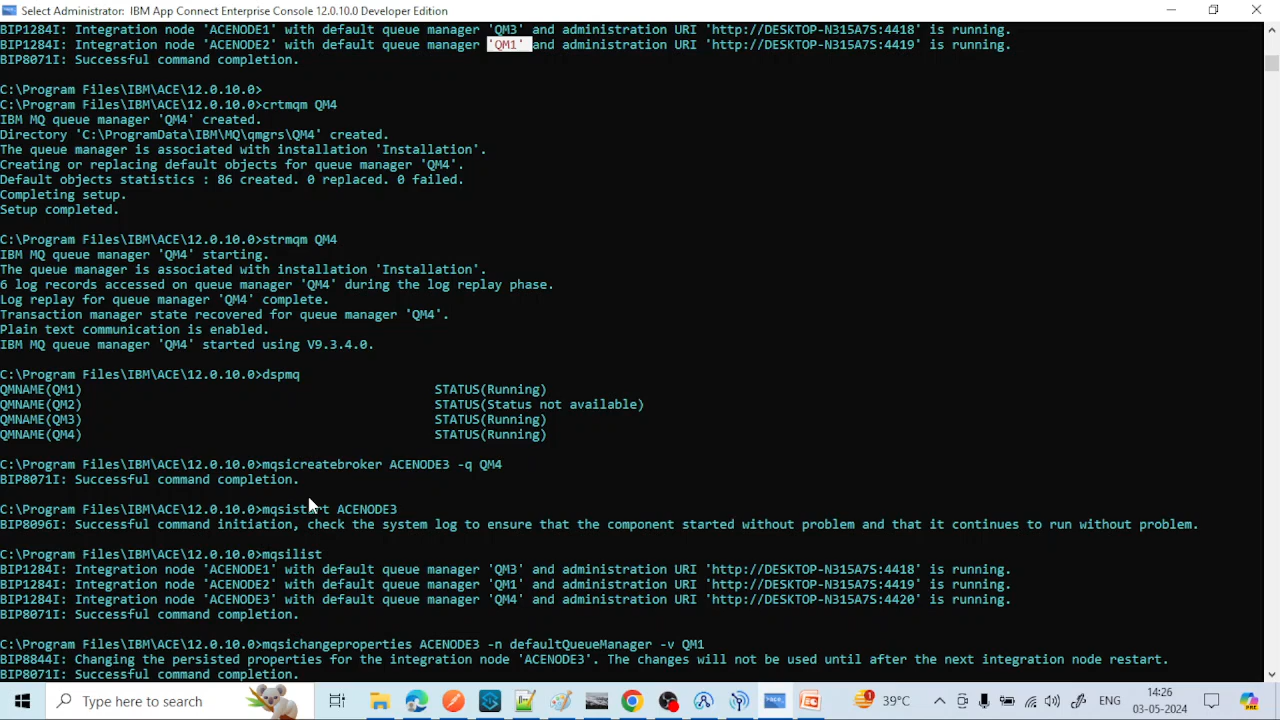 Select Administrator: IBM App Connect Enterprise Console 12.0.10.0 Developer Edition
BIP1284I: Integration node 'ACENODE1' with default queue manager 'QM3' and administration URI 'http://DESKTOP-N315A7S:4418' is running.
BIP1284I: Integration node 'ACENODE2' with default queue manager 'QM1' and administration URI 'http://DESKTOP-N315A7S:4419' is running.
BIP8071I: Successful command completion.
C:\Program Files\IBM\ACE\12.0.10.0>
C:\Program Files\IBM\ACE\12.0.10.0>crtmqm QM4
IBM MQ queue manager 'QM4' created.
Directory 'C:\ProgramData\IBM\MQ\qmgrs\QM4' created.
The queue manager is associated with installation 'Installation'.
Creating or replacing default objects for queue manager 'QM4'.
Default objects statistics : 86 created. 0 replaced. 0 failed.
Completing setup.
Setup completed.
C:\Program Files\IBM\ACE\12.0.10.0>strmqm QM4
IBM MQ queue manager 'QM4' starting.
The queue manager is associated with installation 'Installation'.
6 log records accessed on queue manager 'QM4' during the log replay phase.
Log replay for queue manager 'QM4' complete.
Transaction manager state recovered for queue manager 'QM4'.
Plain text communication is enabled.
IBM MQ queue manager 'QM4' started using V9.3.4.0.
C:\Program Files\IBM\ACE\12.0.10.0>dspmq
QMNAME(QM1) STATUS(Running)
QMNAME(QM2) STATUS(Status not available)
QMNAME(QM3) STATUS(Running)
QMNAME(QM4) STATUS(Running)
C:\Program Files\IBM\ACE\12.0.10.0>mqsicreatebroker ACENODE3 -q QM4
BIP8071I: Successful command completion.
C:\Program Files\IBM\ACE\12.0.10.0>mqsistart ACENODE3
BIP8096I: Successful command initiation, check the system log to ensure that the component started without problem and that it continues to run without problem.
C:\Program Files\IBM\ACE\12.0.10.0>mqsilist
BIP1284I: Integration node 'ACENODE1' with default queue manager 'QM3' and administration URI 'http://DESKTOP-N315A7S:4418' is running.
BIP1284I: Integration node 'ACENODE2' with default queue manager 'QM1' and administration URI 'http://DESKTOP-N315A7S:4419' is running.
BIP1284I: Integration node 'ACENODE3' with default queue manager 'QM4' and administration URI 'http://DESKTOP-N315A7S:4420' is running.
BIP8071I: Successful command completion.
C:\Program Files\IBM\ACE\12.0.10.0>mqsichangeproperties ACENODE3 -n defaultQueueManager -v QM1
BIP8844I: Changing the persisted properties for the integration node 'ACENODE3'. The changes will not be used until after the next integration node restart.
BIP8071I: Successful command completion.
Type here to search 39°C ENG 14:26
03-05-2024